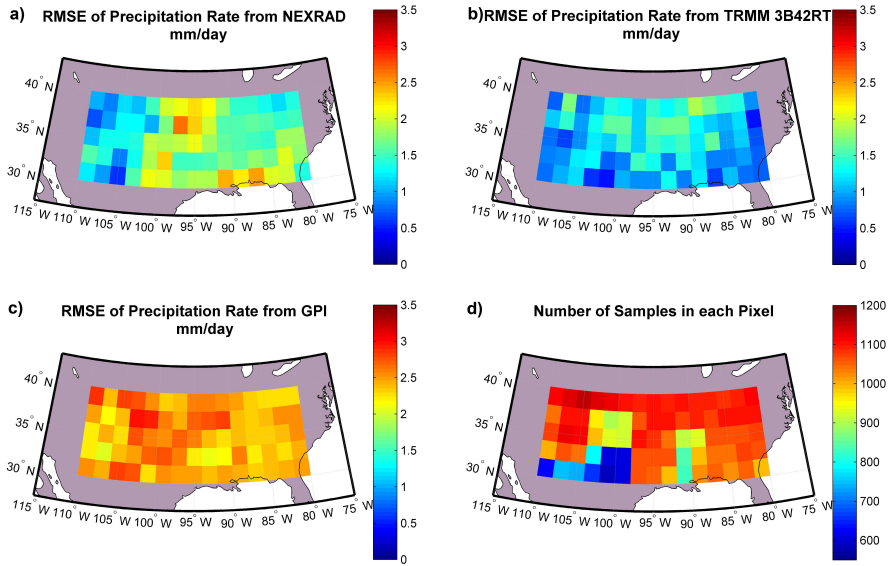 a)
RMSE of Precipitation Rate from NEXRAD
mm/day
3.5
3
2.5
2
1.5
1
0.5
0
40° N
35° N
30° N
115° W
110° W
105° W
100° W
95° W
90° W
85° W
80° W
75° W
b)
RMSE of Precipitation Rate from TRMM 3B42RT
mm/day
3.5
3
2.5
2
1.5
1
0.5
0
40° N
35° N
30° N
115° W
110° W
105° W
100° W
95° W
90° W
85° W
80° W
75° W
c)
RMSE of Precipitation Rate from GPI
mm/day
3.5
3
2.5
2
1.5
1
0.5
0
40° N
35° N
30° N
115° W
110° W
105° W
100° W
95° W
90° W
85° W
80° W
75° W
d)
Number of Samples in each Pixel
1200
1100
1000
900
800
700
600
40° N
35° N
30° N
115° W
110° W
105° W
100° W
95° W
90° W
85° W
80° W
75° W